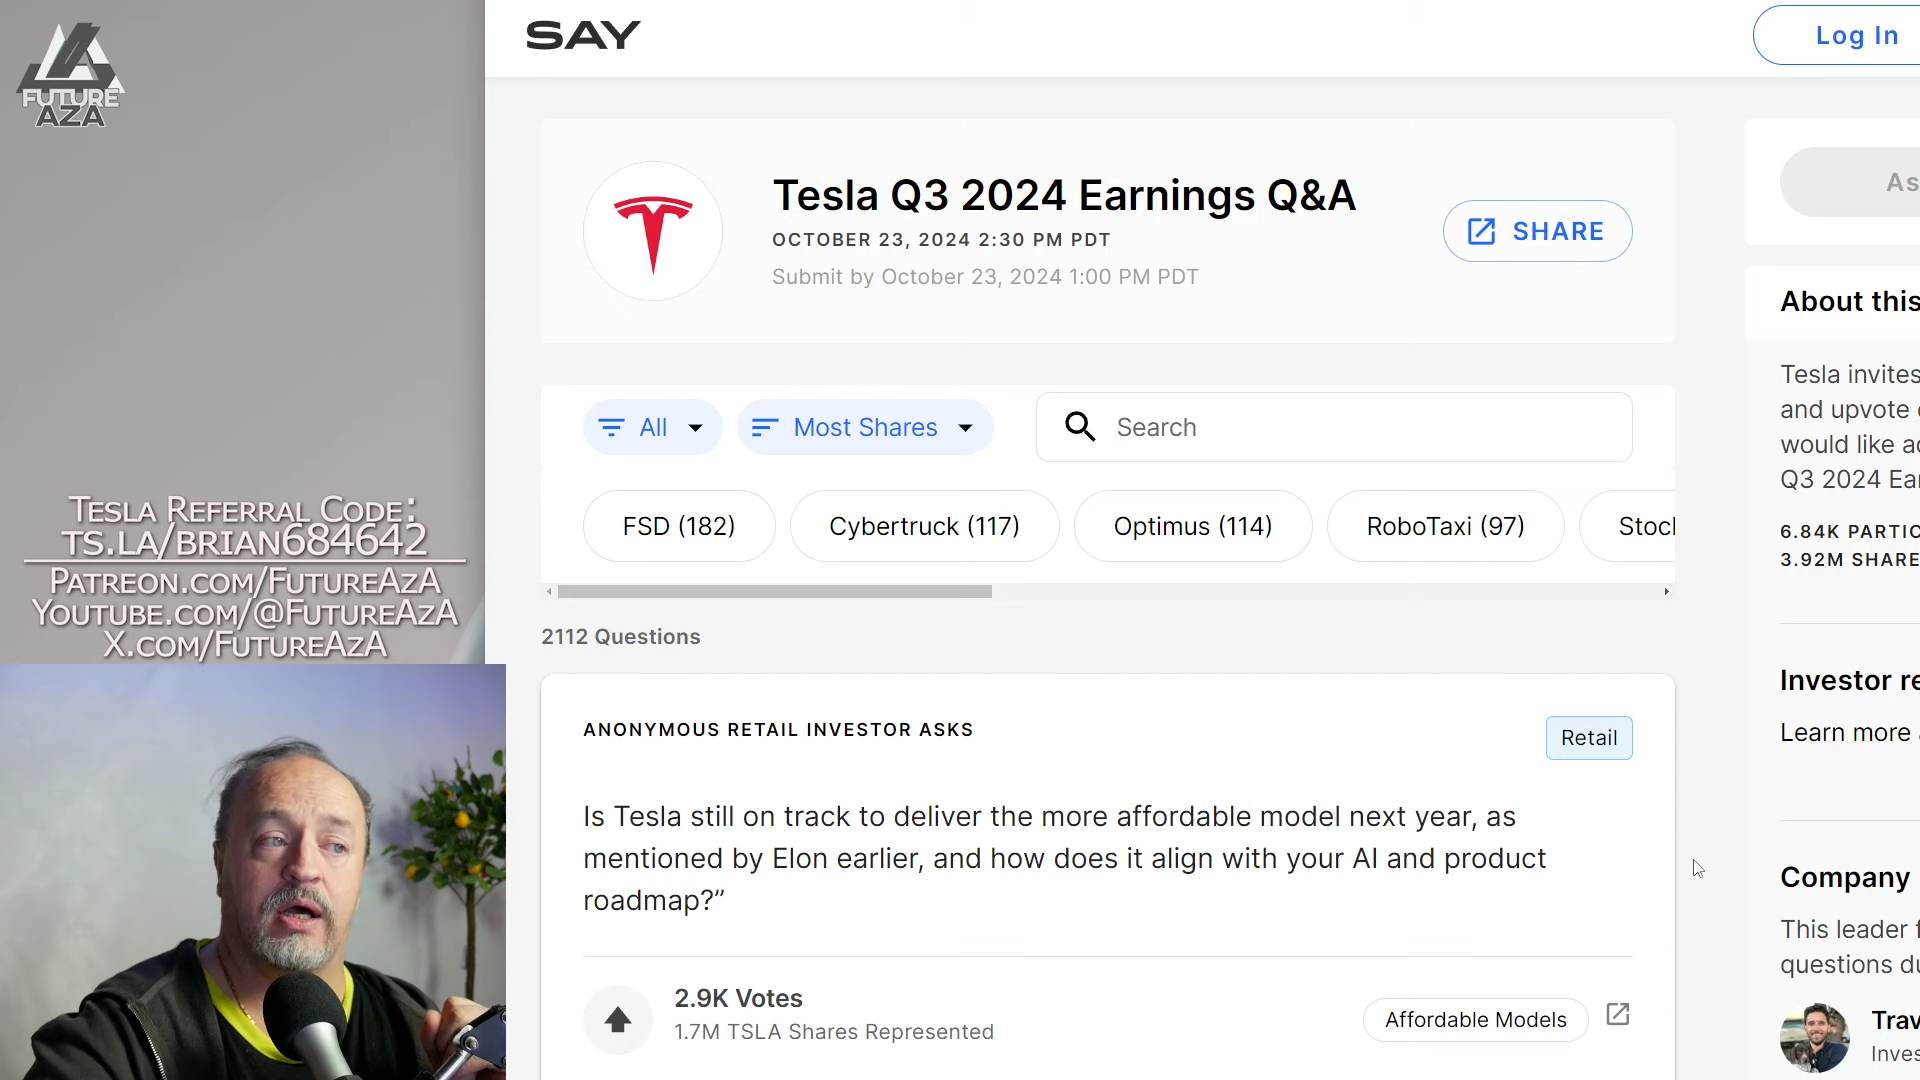 FUTURE
AZA
Tesla Referral Code:
ts.la/brian684642
Patreon.com/FutureAzA
Youtube.com/@FutureAzA
X.com/FutureAzA
SAY
Log In
Tesla Q3 2024 Earnings Q&A
OCTOBER 23, 2024 2:30 PM PDT
Submit by October 23, 2024 1:00 PM PDT
SHARE
All
Most Shares
Search
FSD (182)
Cybertruck (117)
Optimus (114)
RoboTaxi (97)
2112 Questions
ANONYMOUS RETAIL INVESTOR ASKS
Retail
Is Tesla still on track to deliver the more affordable model next year, as
mentioned by Elon earlier, and how does it align with your AI and product
roadmap?”
2.9K Votes
1.7M TSLA Shares Represented
Affordable Models
As
About this
Tesla invites
and upvote
would like
Q3 2024
6.84K
3.92M SHARE
Investor
Learn more
Company
This leader
questions
Trav